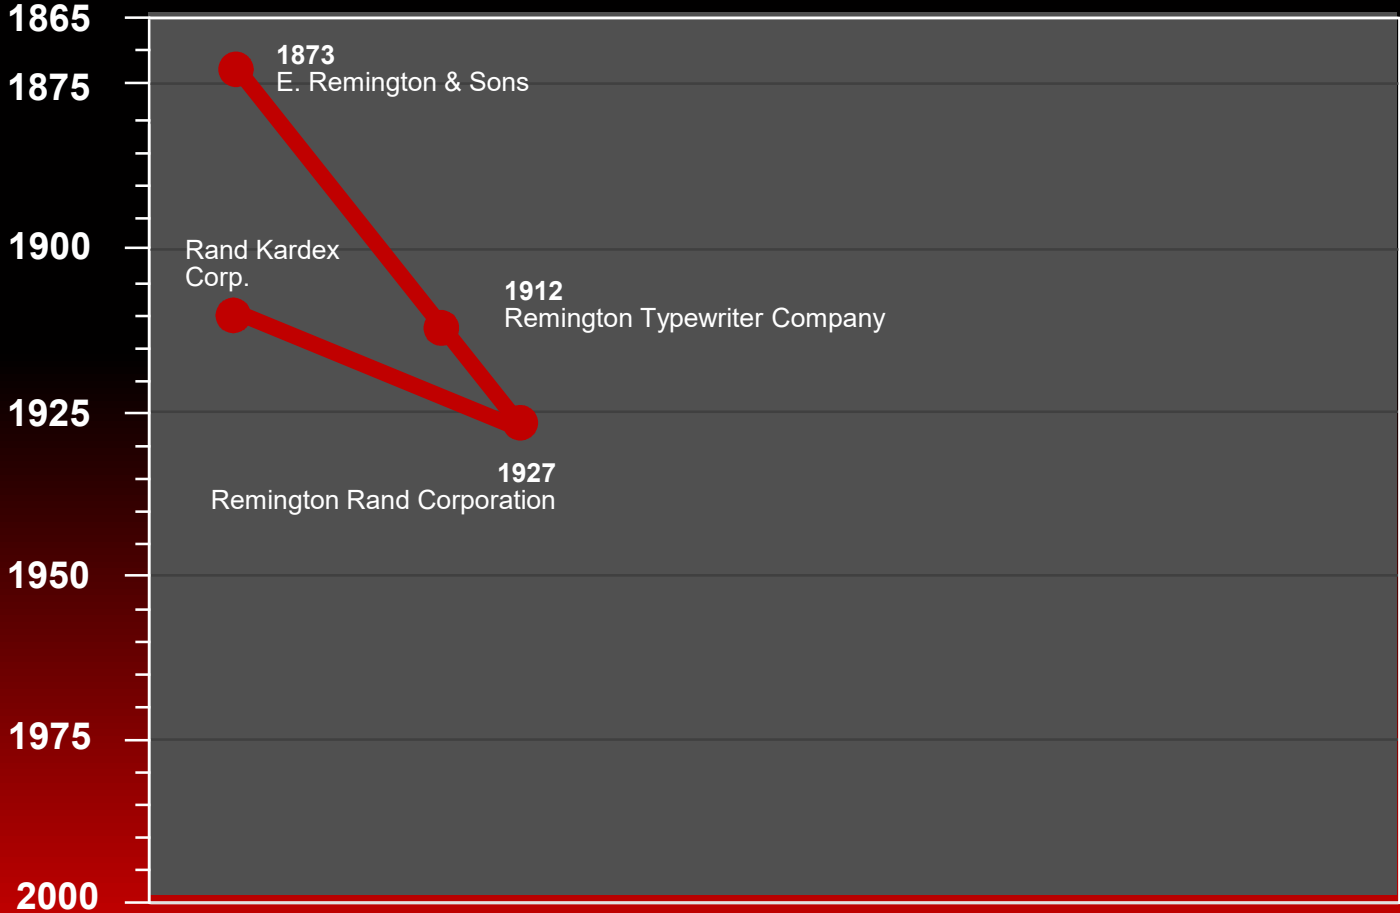 1865
1873
E. Remington & Sons
1875
1900
Rand Kardex
Corp.
1912
Remington Typewriter Company
1925
1927
Remington Rand Corporation
1950
1975
2000